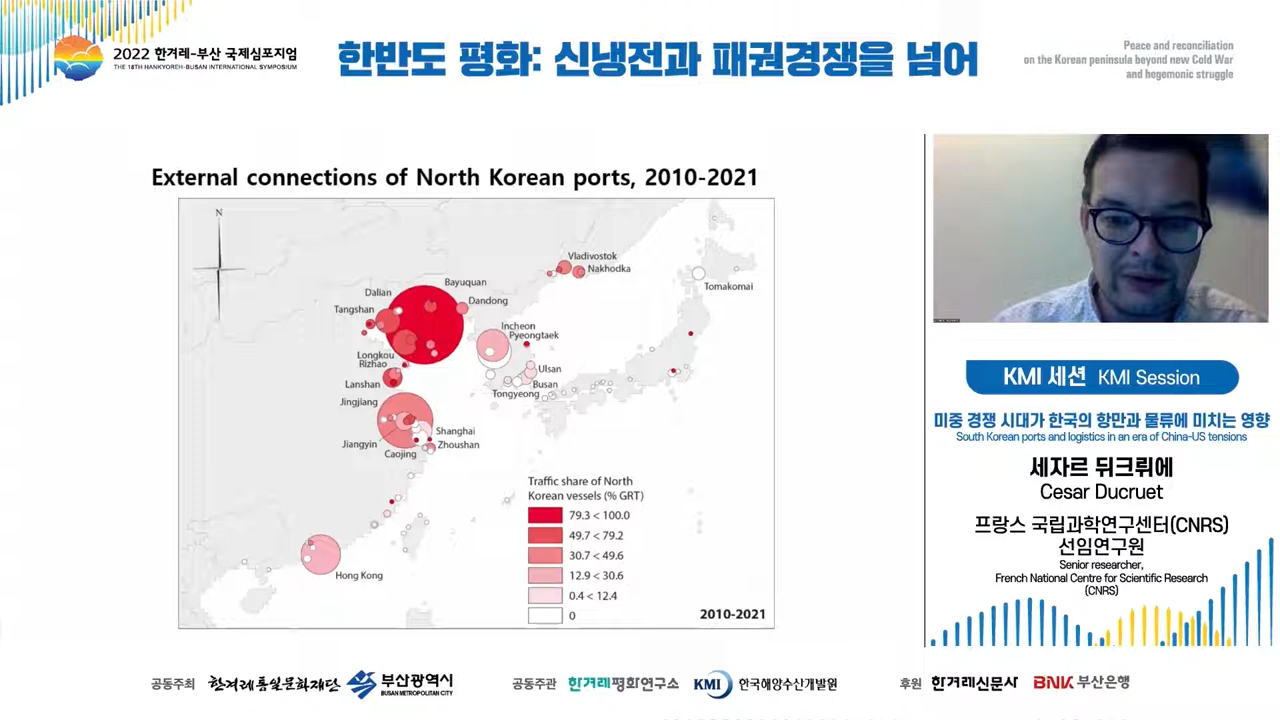 2022 한겨레-부산 국제심포지엄
THE 18TH HANKYOREH-BUSAN INTERNATIONAL SYMPOSIUM
한반도 평화: 신냉전과 패권경쟁을 넘어
Peace and reconciliation
on the Korean peninsula beyond new Cold War
and hegemonic struggle
External connections of North Korean ports, 2010-2021
N
Vladivostok
Nakhodka
Bayuquan
Dalian
Dandong
Tomakomai
Tangshan
Incheon
Pyeongtaek
Longkou
Rizhao
Ulsan
Lanshan
Busan
Tongyeong
Jingjiang
Shanghai
Jiangyin
Zhoushan
Caojing
Hong Kong
Traffic share of North
Korean vessels (% GRT)
79.3 < 100.0
49.7 < 79.2
30.7 < 49.6
12.9 < 30.6
0.4 < 12.4
0
2010-2021
KMI 세션 KMI Session
미중 경쟁 시대가 한국의 항만과 물류에 미치는 영향
South Korean ports and logistics in an era of China-US tensions
세자르 뒤크뤼에
Cesar Ducruet
프랑스 국립과학연구센터(CNRS)
선임연구원
Senior researcher,
French National Centre for Scientific Research
(CNRS)
공동주최 한겨레통일문화재단 부산광역시
BUSAN METROPOLITAN CITY
공동주관 한겨레평화연구소 KMI 한국해양수산개발원
후원 한겨레신문사 BNK 부산은행